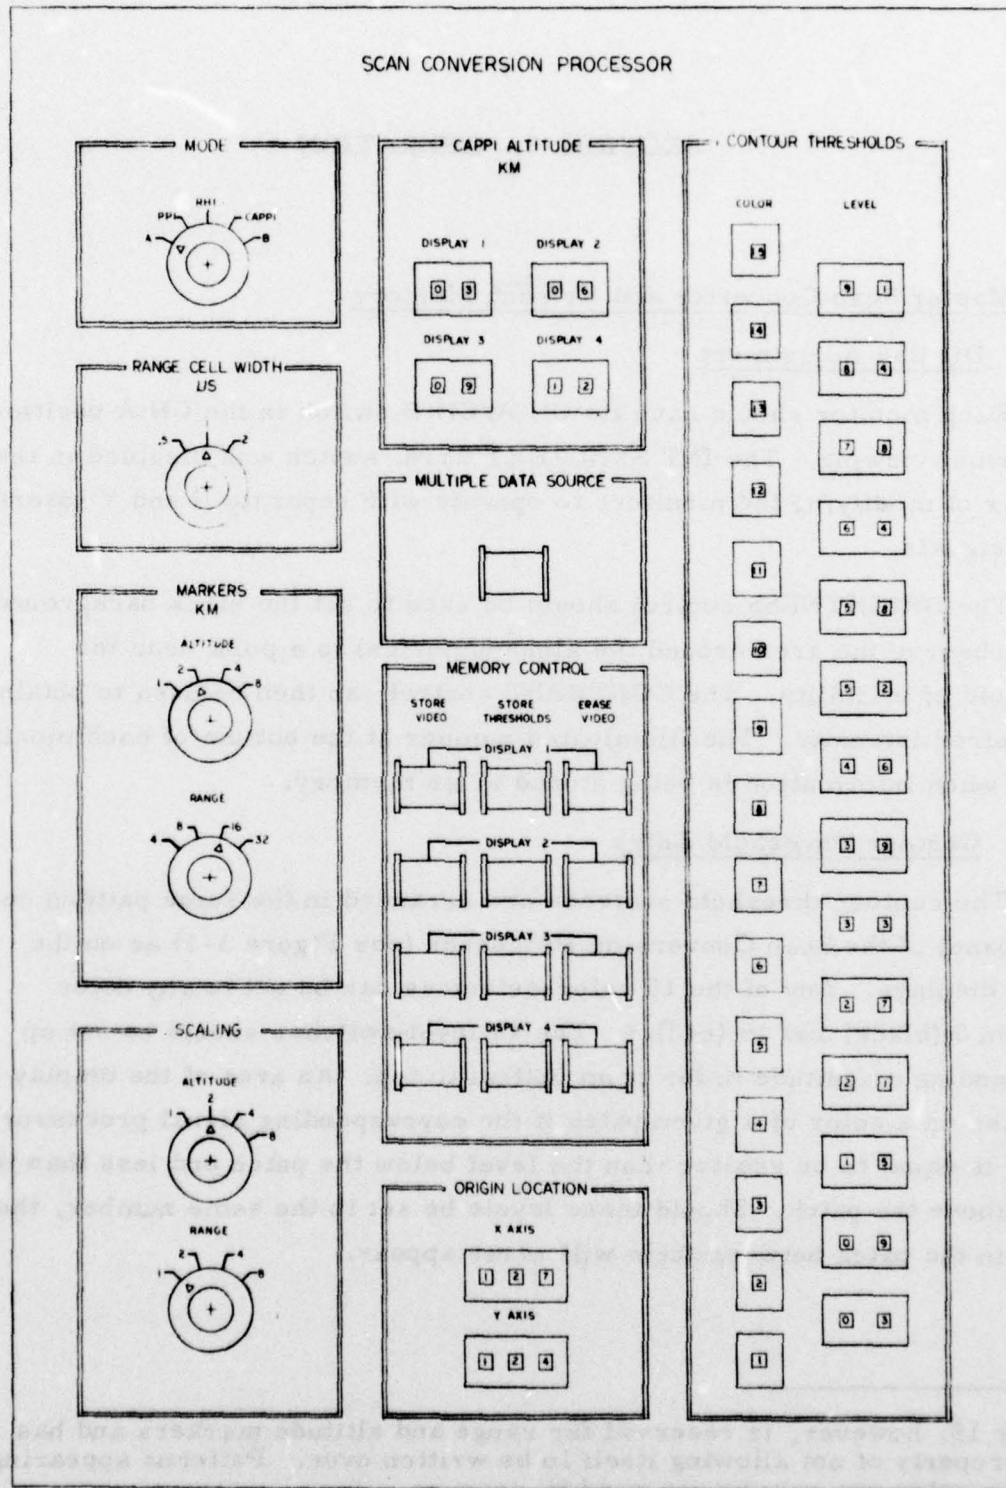 SCAN CONVERSION PROCESSOR
MODE
A PPI RHI CAPPI B
RANGE CELL WIDTH
US
.5 1 2
MARKERS
KM
ALTITUDE
1 2 4 8
RANGE
4 8 16 32
SCALING
ALTITUDE
1 2 4 8
RANGE
1 2 4 8
CAPPI ALTITUDE
KM
DISPLAY 1 DISPLAY 2
0 3 0 6
DISPLAY 3 DISPLAY 4
0 9 1 2
MULTIPLE DATA SOURCE
MEMORY CONTROL
STORE VIDEO STORE THRESHOLDS ERASE VIDEO
DISPLAY 1
DISPLAY 2
DISPLAY 3
DISPLAY 4
ORIGIN LOCATION
X AXIS
1 2 7
Y AXIS
1 2 4
CONTOUR THRESHOLDS
COLOR LEVEL
15
9 1
14
8 4
13
7 8
12
6 4
11
5 8
10
5 2
9
4 6
8
3 9
7
3 3
6
2 7
5
2 1
4
1 5
3
0 9
2
0 3
1